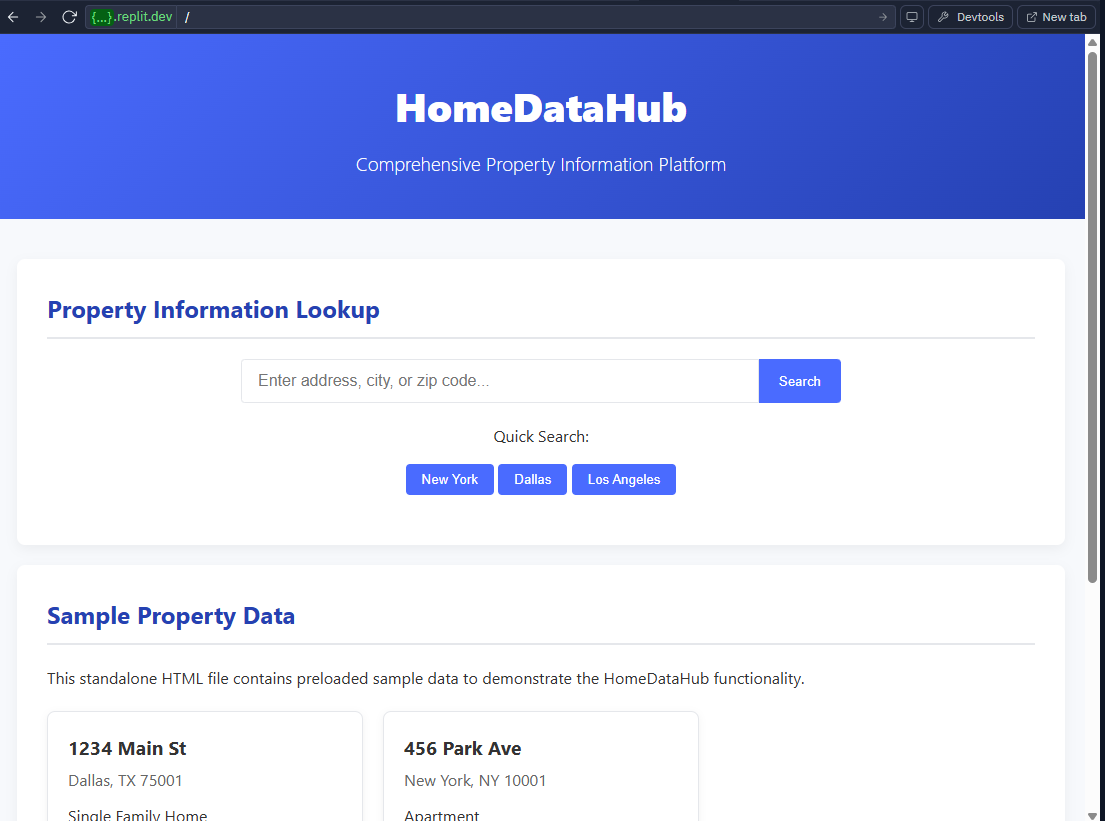 {...}.replit.dev /
Devtools
New tab
HomeDataHub
Comprehensive Property Information Platform
Property Information Lookup
Enter address, city, or zip code...
Search
Quick Search:
New York
Dallas
Los Angeles
Sample Property Data
This standalone HTML file contains preloaded sample data to demonstrate the HomeDataHub functionality.
1234 Main St
Dallas, TX 75001
Single Family Home
456 Park Ave
New York, NY 10001
Apartment